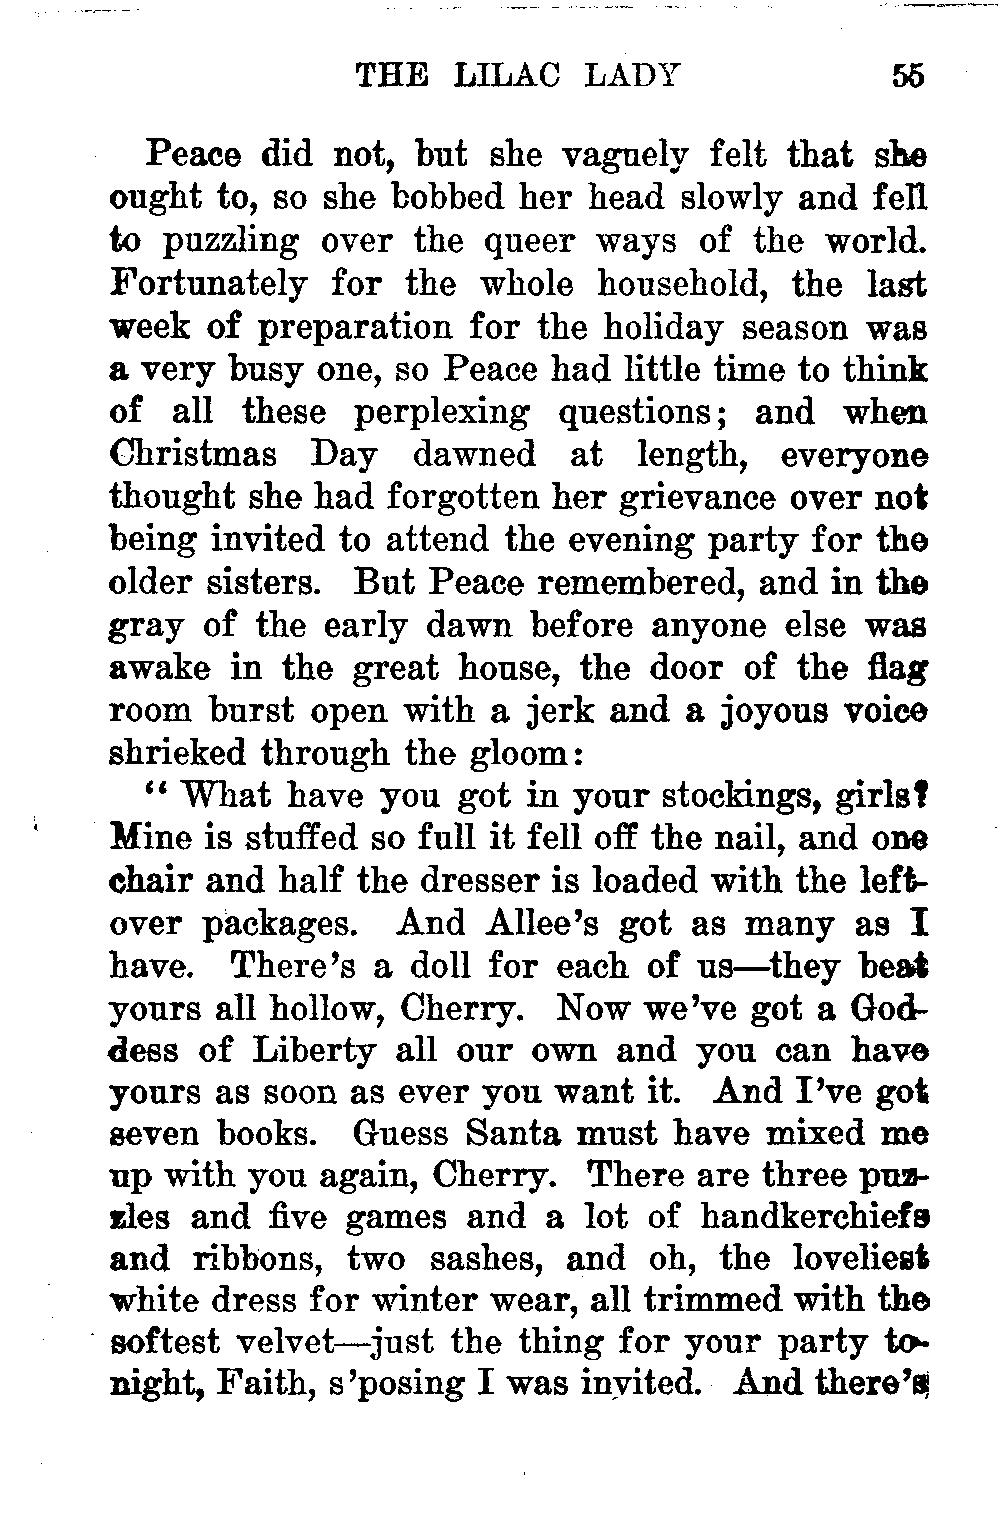 THE LILAC LADY 55
Peace did not, but she vaguely felt that she
ought to, so she bobbed her head slowly and fell
to puzzling over the queer ways of the world.
Fortunately for the whole household, the last
week of preparation for the holiday season was
a very busy one, so Peace had little time to think
of all these perplexing questions; and when
Christmas Day dawned at length, everyone
thought she had forgotten her grievance over not
being invited to attend the evening party for the
older sisters. But Peace remembered, and in the
gray of the early dawn before anyone else was
awake in the great house, the door of the flag
room burst open with a jerk and a joyous voice
shrieked through the gloom:
“ What have you got in your stockings, girls?
Mine is stuffed so full it fell off the nail, and one
chair and half the dresser is loaded with the left-
over packages. And Allee’s got as many as I
have. There’s a doll for each of us—they beat
yours all hollow, Cherry. Now we’ve got a God-
dess of Liberty all our own and you can have
yours as soon as ever you want it. And I’ve got
seven books. Guess Santa must have mixed me
up with you again, Cherry. There are three puz-
zles and five games and a lot of handkerchiefs
and ribbons, two sashes, and oh, the loveliest
white dress for winter wear, all trimmed with the
softest velvet—just the thing for your party to-
night, Faith, s’posing I was invited. And there’s